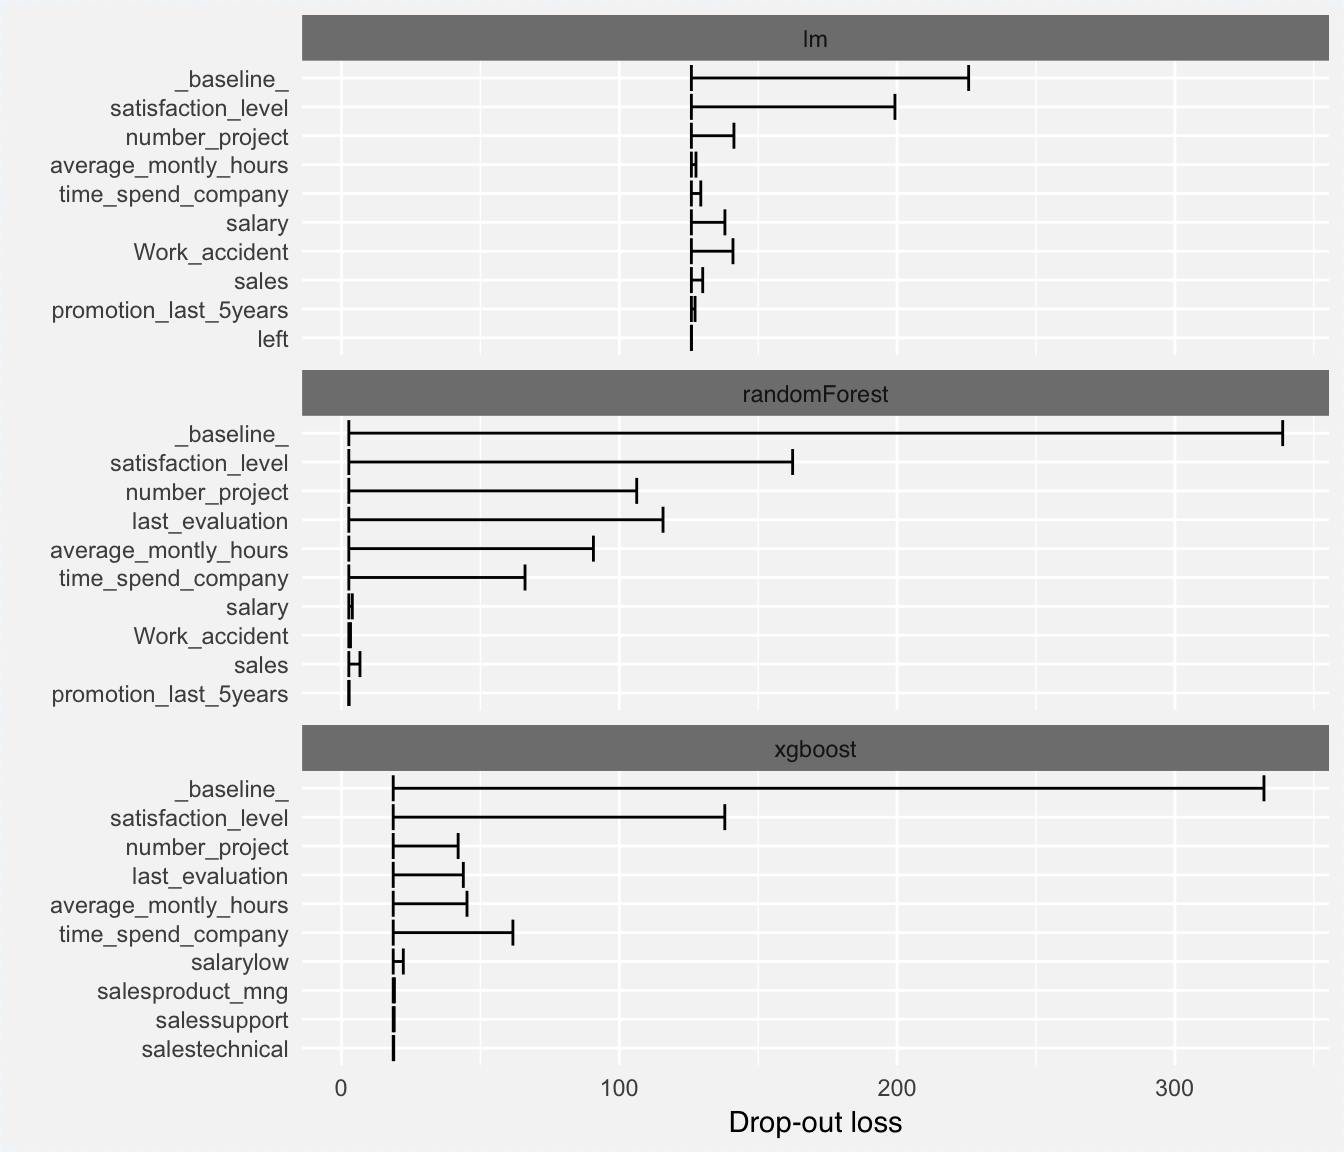 lm
_baseline_
satisfaction_level
number_project
average_montly_hours
time_spend_company
salary
Work_accident
sales
promotion_last_5years
left
randomForest
_baseline_
satisfaction_level
number_project
last_evaluation
average_montly_hours
time_spend_company
salary
Work_accident
sales
promotion_last_5years
xgboost
_baseline_
satisfaction_level
number_project
last_evaluation
average_montly_hours
time_spend_company
salarylow
salesproduct_mng
salessupport
salestechnical
0 100 200 300
Drop-out loss